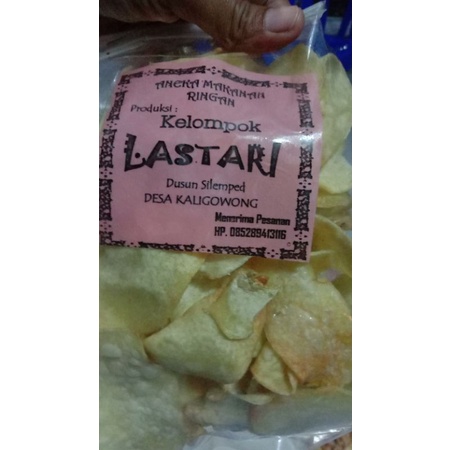 ANEKA MAKANAN
RINGAN
Produksi :
Kelompok
LASTARI
Dusun Silemped
DESA KALIGOWONG
Menerima Pesanan
HP. 085289413116